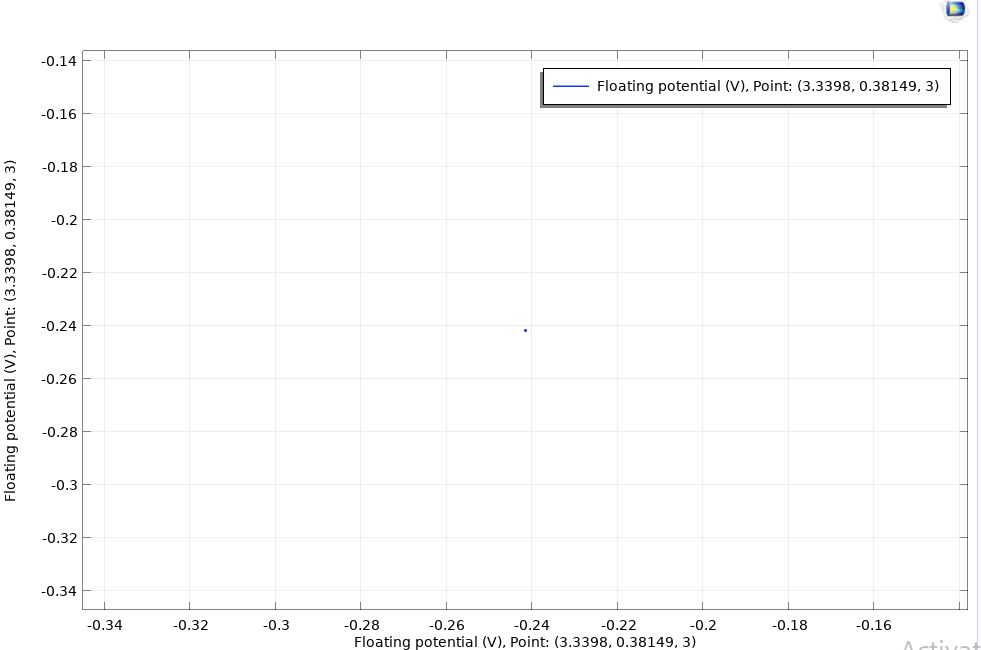 -0.14
Floating potential (V), Point: (3.3398, 0.38149, 3)
-0.16
-0.18
-0.2
-0.22
-0.24
-0.26
-0.28
-0.3
-0.32
-0.34
Floating potential (V), Point: (3.3398, 0.38149, 3)
-0.34 -0.32 -0.3 -0.28 -0.26 -0.24 -0.22 -0.2 -0.18 -0.16
Floating potential (V), Point: (3.3398, 0.38149, 3)